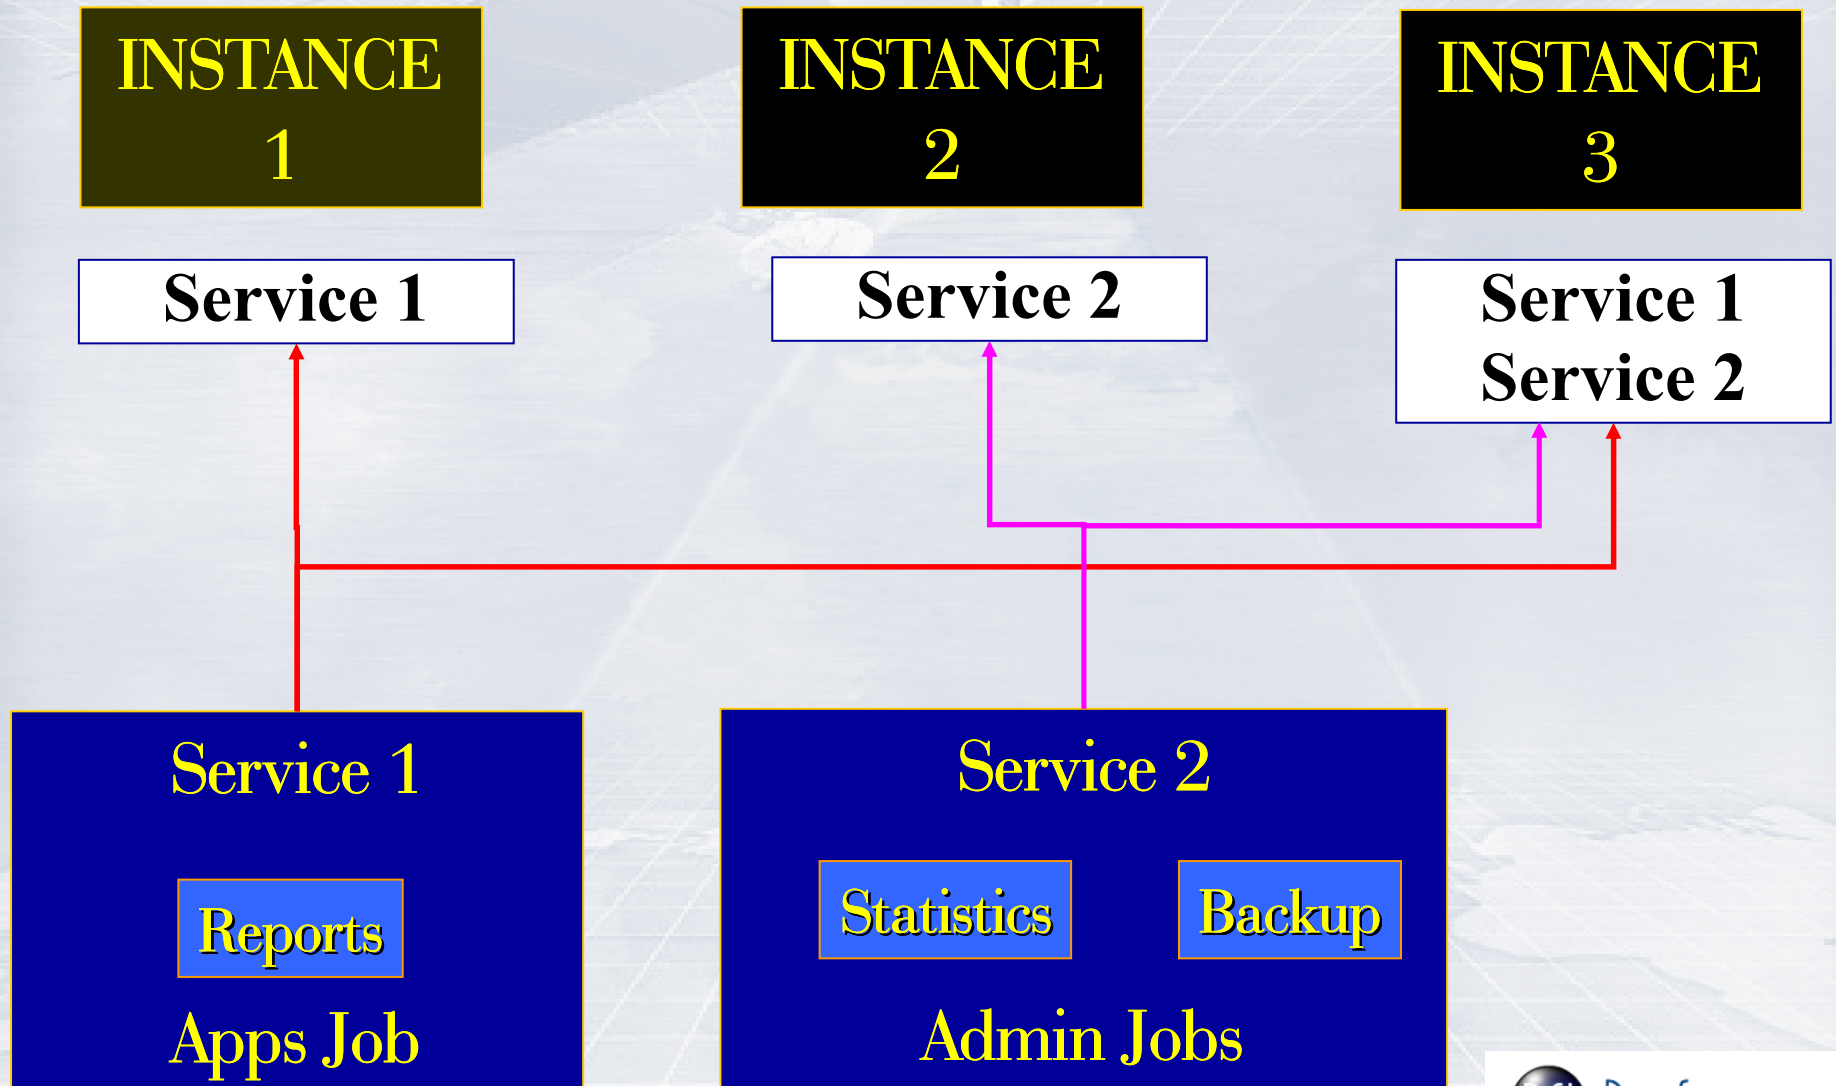 INSTANCE
1
INSTANCE
2
INSTANCE
3
Service 1
Service 2
Service 1
Service 2
Service 1
Reports
Apps Job
Service 2
Statistics
Backup
Admin Jobs